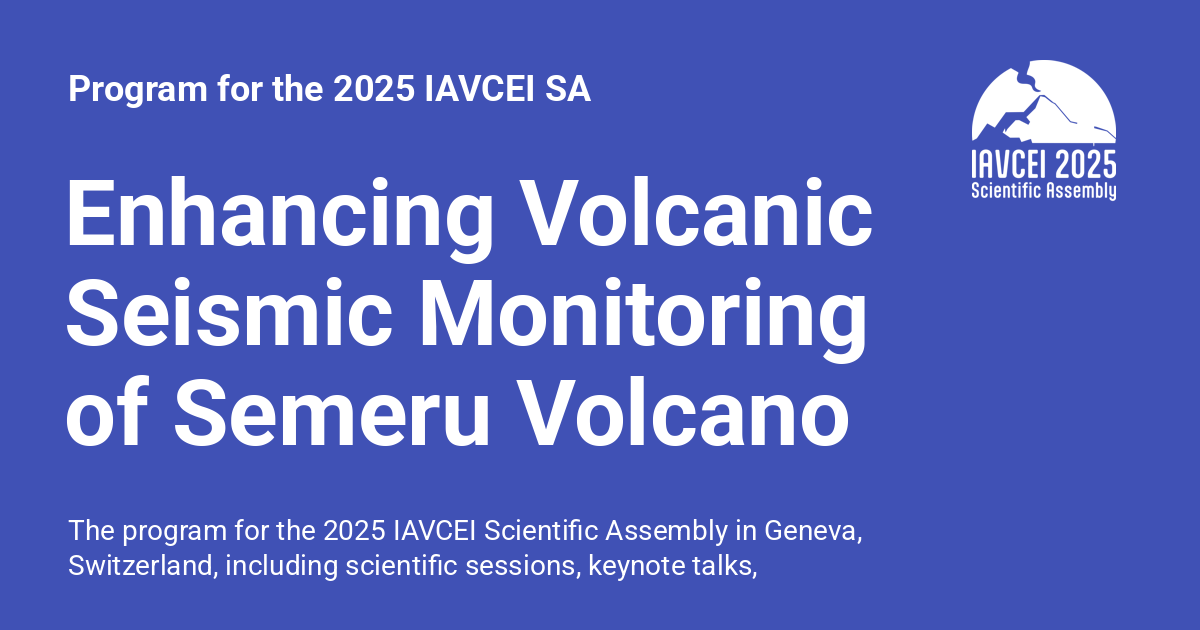 Program for the 2025 IAVCEI SA
IAVCEI 2025
Scientific Assembly
Enhancing Volcanic
Seismic Monitoring
of Semeru Volcano
The program for the 2025 IAVCEI Scientific Assembly in Geneva,
Switzerland, including scientific sessions, keynote talks,